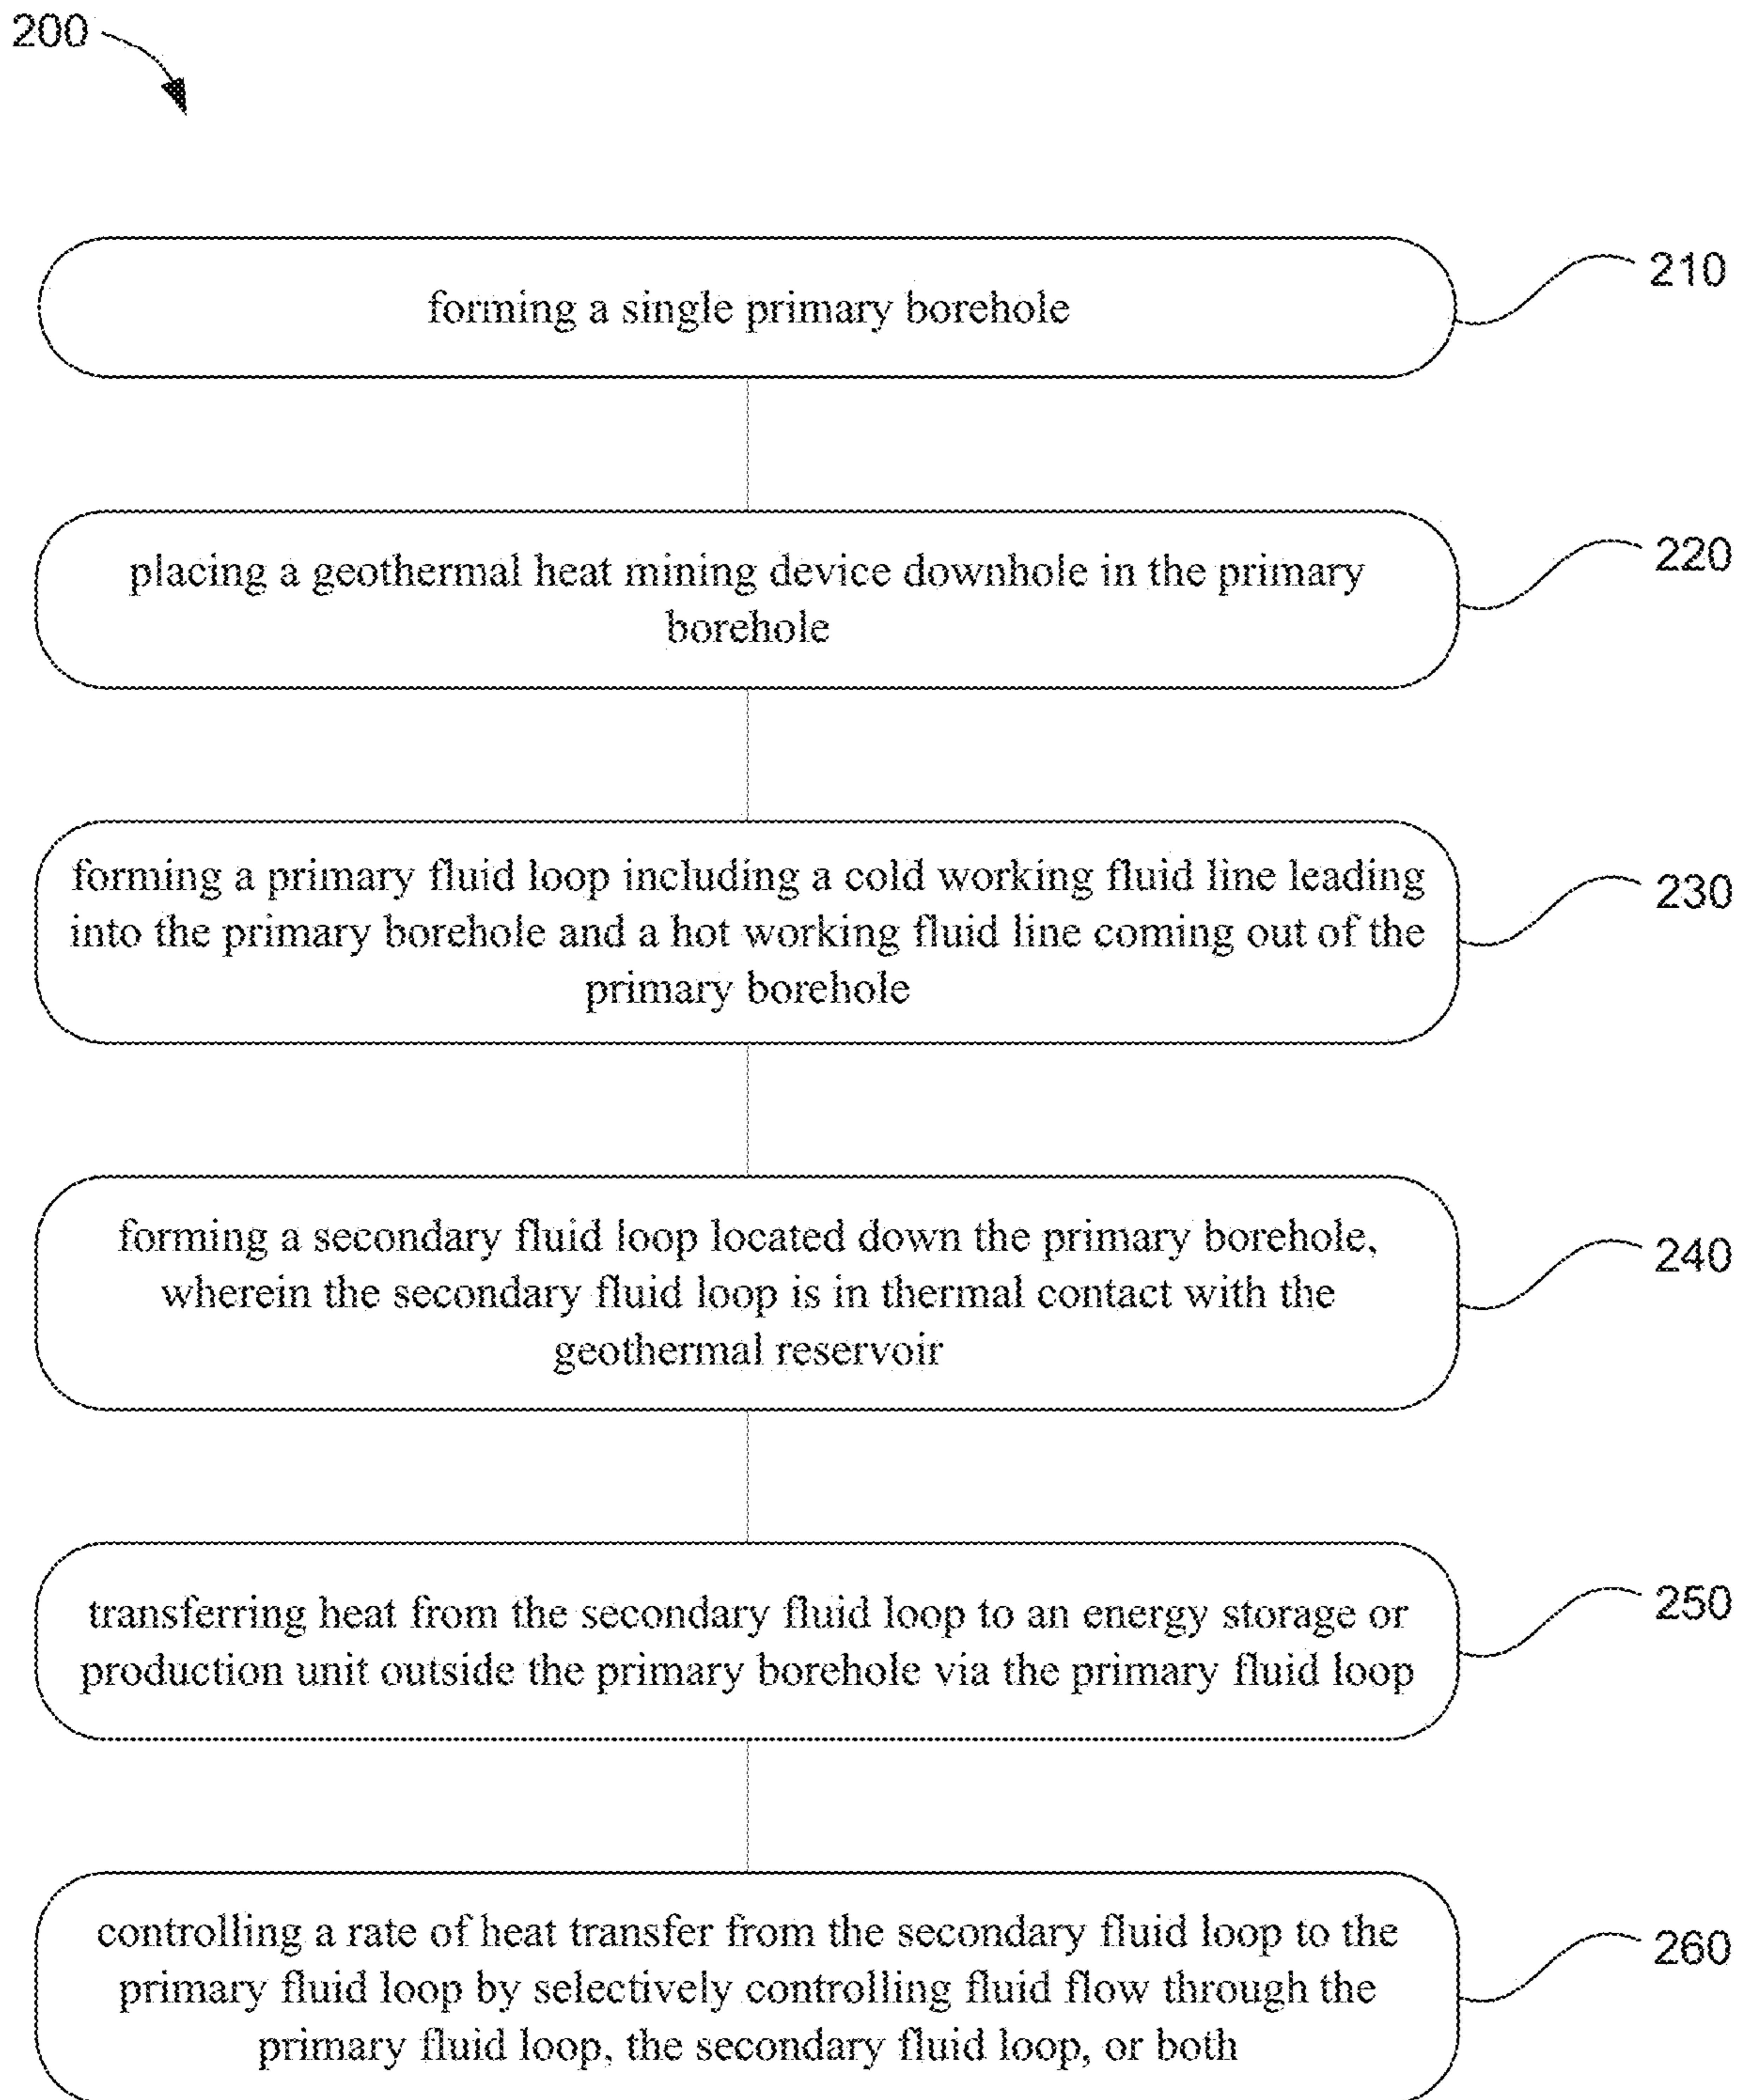 200
forming a single primary borehole
210
placing a geothermal heat mining device downhole in the primary
borehole
220
forming a primary fluid loop including a cold working fluid line leading
into the primary borehole and a hot working fluid line coming out of the
primary borehole
230
forming a secondary fluid loop located down the primary borehole,
wherein the secondary fluid loop is in thermal contact with the
geothermal reservoir
240
transferring heat from the secondary fluid loop to an energy storage or
production unit outside the primary borehole via the primary fluid loop
250
controlling a rate of heat transfer from the secondary fluid loop to the
primary fluid loop by selectively controlling fluid flow through the
primary fluid loop, the secondary fluid loop, or both
260